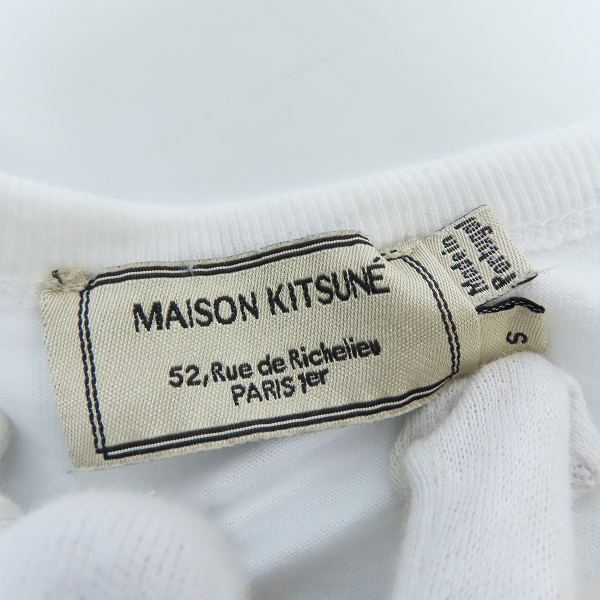 MAISON KITSUNÉ
52, Rue de Richelieu
PARIS 1er
Made in
Portugal
S